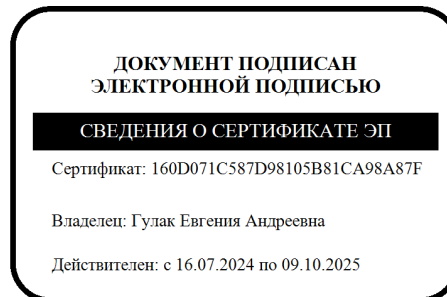 ДОКУМЕНТ ПОДПИСАН
ЭЛЕКТРОННОЙ ПОДПИСЬЮ
СВЕДЕНИЯ О СЕРТИФИКАТЕ ЭП
Сертификат: 160D071C587D98105B81CA98A87F
Владелец: Гулак Евгения Андреевна
Действителен: с 16.07.2024 по 09.10.2025